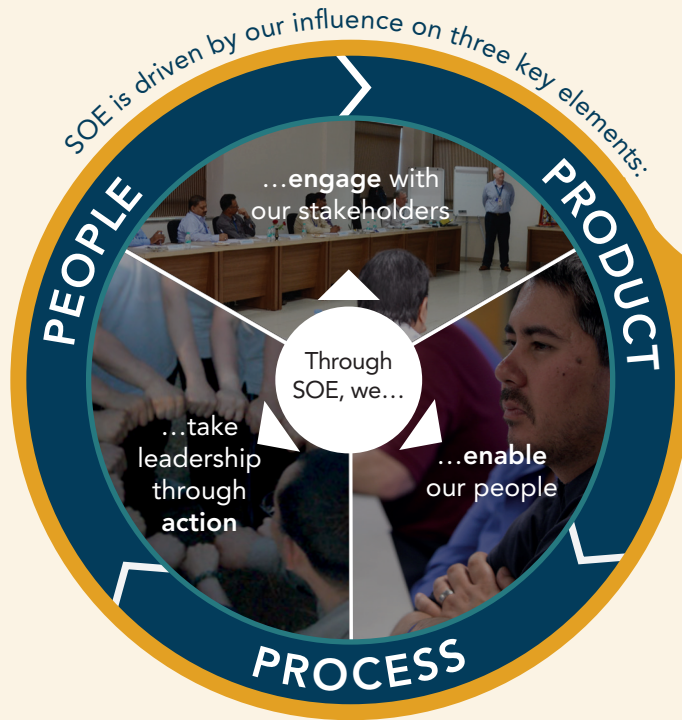 SOE is driven by our influence on three key elements:
PEOPLE
PRODUCT
PROCESS
…engage with
our stakeholders
Through
SOE, we…
…take
leadership
through
action
…enable
our people